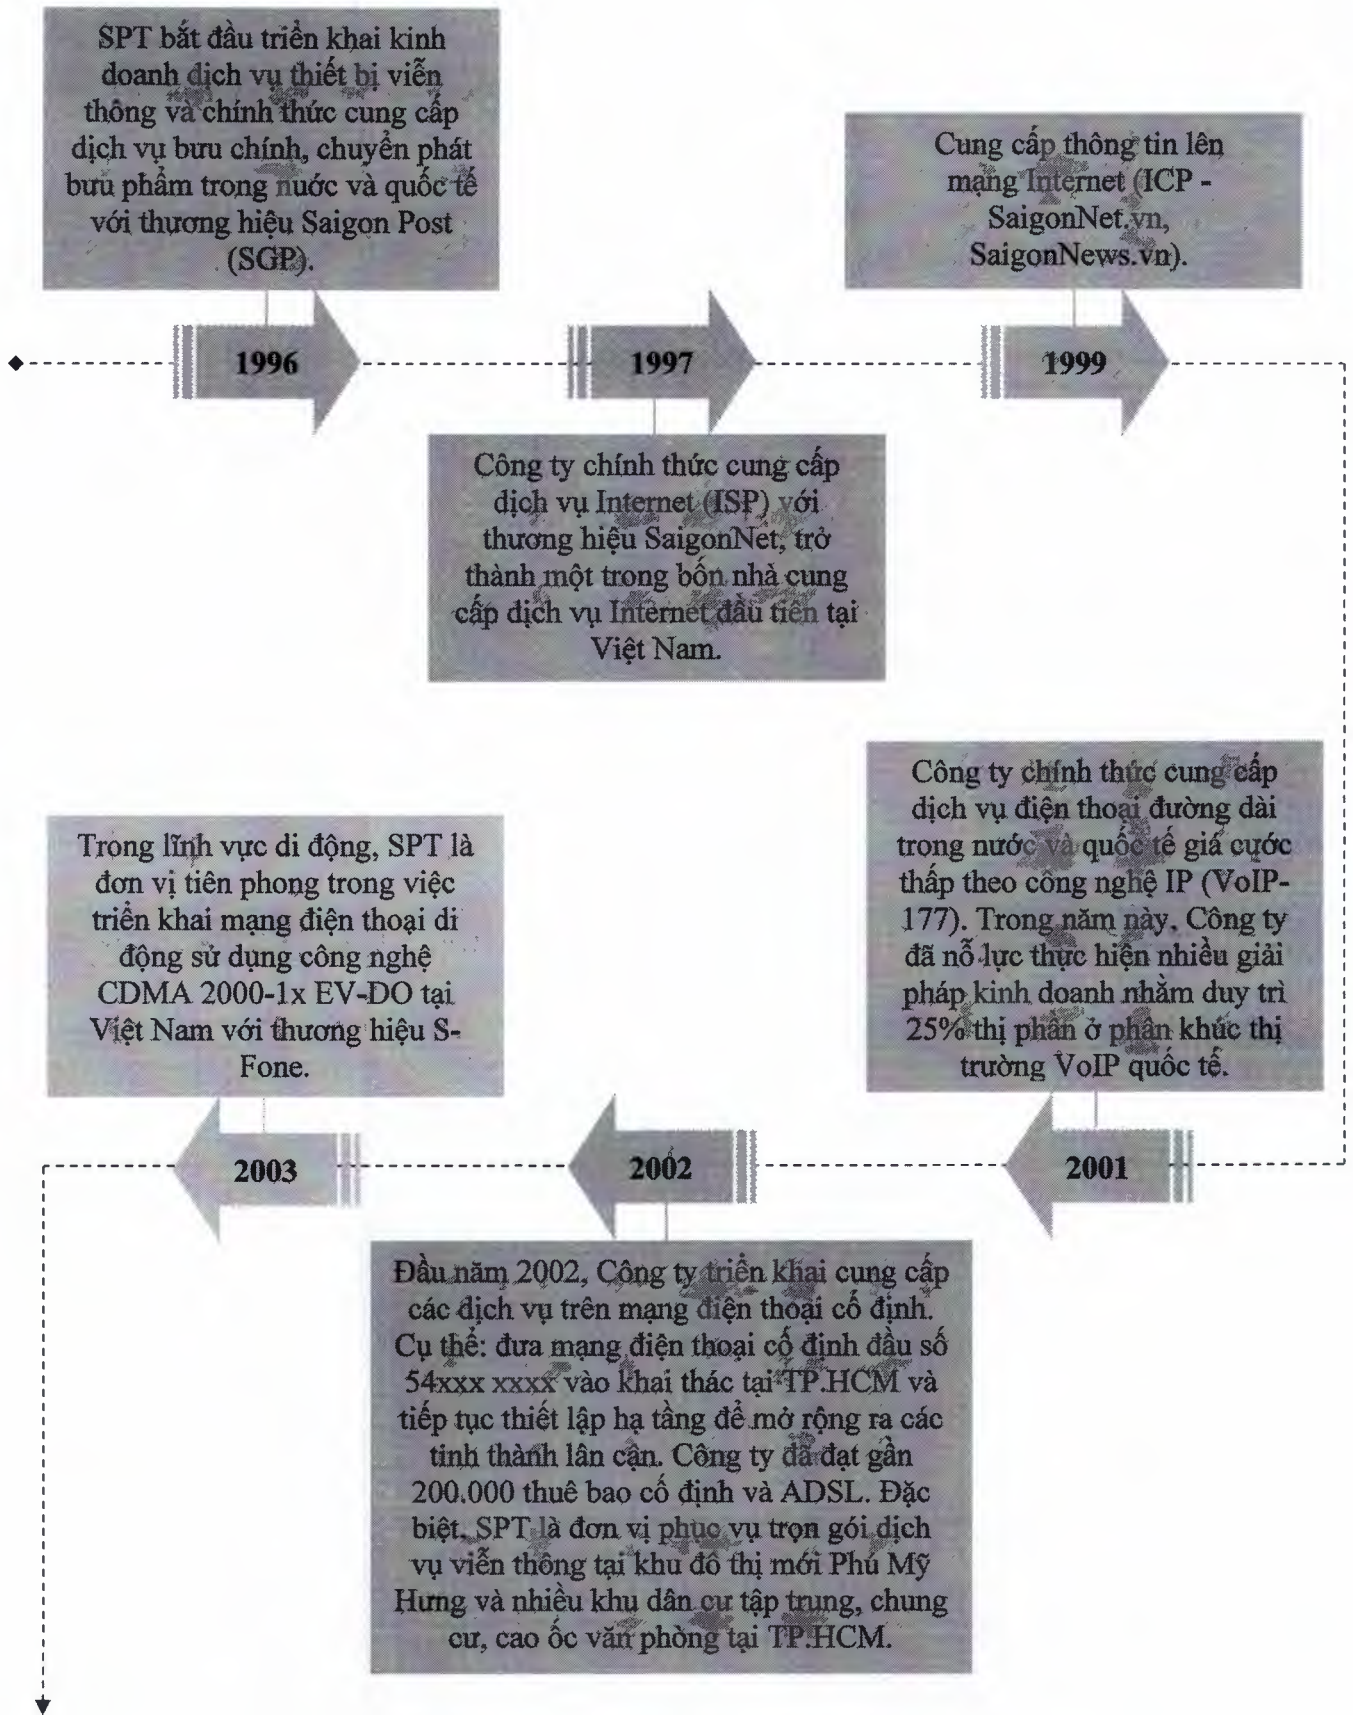 SPT bắt đầu triển khai kinh
doanh dịch vụ thiết bị viễn
thông và chính thức cung cấp
dịch vụ bưu chính, chuyển phát
bưu phẩm trong nước và quốc tế
với thương hiệu Saigon Post
(SGP).
1996
1997
Công ty chính thức cung cấp
dịch vụ Internet (ISP) với
thương hiệu SaigonNet, trở
thành một trong bốn nhà cung
cấp dịch vụ Internet đầu tiên tại
Việt Nam.
Cung cấp thông tin lên
mạng Internet (ICP -
SaigonNet.vn,
SaigonNews.vn).
1999
Công ty chính thức cung cấp
dịch vụ điện thoại đường dài
trong nước và quốc tế giá cước
thấp theo công nghệ IP (VoIP-
177). Trong năm này, Công ty
đã nỗ lực thực hiện nhiều giải
pháp kinh doanh nhằm duy trì
25% thị phần ở phân khúc thị
trường VoIP quốc tế.
2001
2002
Đầu năm 2002, Công ty triển khai cung cấp
các dịch vụ trên mạng điện thoại cố định.
Cụ thể: đưa mạng điện thoại cố định đầu số
54xxx xxxx vào khai thác tại TP.HCM và
tiếp tục thiết lập hạ tầng để mở rộng ra các
tỉnh thành lân cận. Công ty đã đạt gần
200.000 thuê bao cố định và ADSL. Đặc
biệt, SPT là đơn vị phục vụ trọn gói dịch
vụ viễn thông tại khu đô thị mới Phú Mỹ
Hưng và nhiều khu dân cư tập trung, chung
cư, cao ốc văn phòng tại TP.HCM.
Trong lĩnh vực di động, SPT là
đơn vị tiên phong trong việc
triển khai mạng điện thoại di
động sử dụng công nghệ
CDMA 2000-1x EV-DO tại
Việt Nam với thương hiệu S-
Fone.
2003